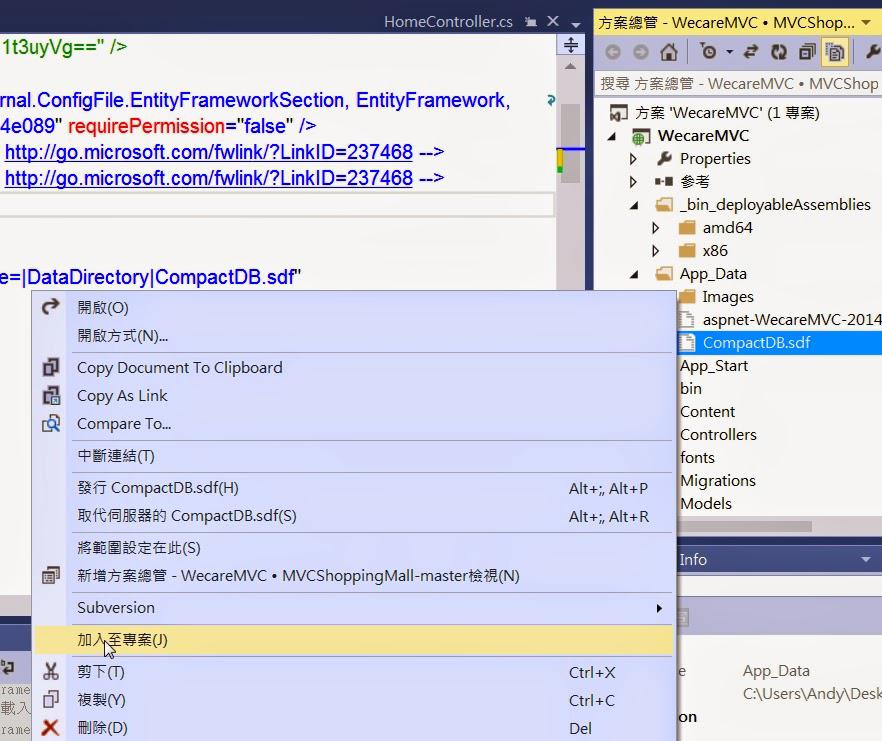 HomeController.cs
1t3uyVg==" />
rnal.ConfigFile.EntityFrameworkSection, EntityFramework,
4e089" requirePermission="false" />
http://go.microsoft.com/fwlink/?LinkID=237468 -->
http://go.microsoft.com/fwlink/?LinkID=237468 -->
e=|DataDirectory|CompactDB.sdf"
開啟(O)
開啟方式(N)...
Copy Document To Clipboard
Copy As Link
Compare To...
中斷連結(T)
發行 CompactDB.sdf(H) Alt+;, Alt+P
取代伺服器的 CompactDB.sdf(S) Alt+;, Alt+R
將範圍設定在此(S)
新增方案總管 - WecareMVC • MVCShoppingMall-master檢視(N)
Subversion
加入至專案(J)
剪下(T) Ctrl+X
複製(Y) Ctrl+C
刪除(D) Del
rame
載入
rame
方案總管 - WecareMVC • MVCShop...
搜尋 方案總管 - WecareMVC • MVCShop
方案 'WecareMVC' (1 專案)
WecareMVC
Properties
參考
_bin_deployableAssemblies
amd64
x86
App_Data
Images
aspnet-WecareMVC-2014
CompactDB.sdf
App_Start
bin
Content
Controllers
fonts
Migrations
Models
Info
e App_Data
C:\Users\Andy\Desk
on